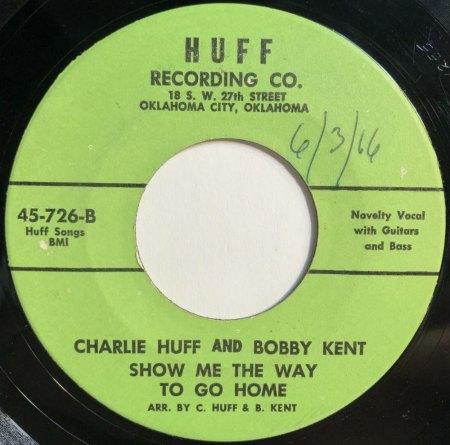 HUFF
RECORDING CO.
18 S. W. 27th STREET
OKLAHOMA CITY, OKLAHOMA
6/3/66
45-726-B
Huff Songs
BMI
Novelty Vocal
with Guitars
and Bass
CHARLIE HUFF AND BOBBY KENT
SHOW ME THE WAY
TO GO HOME
ARR. BY C. HUFF & B. KENT